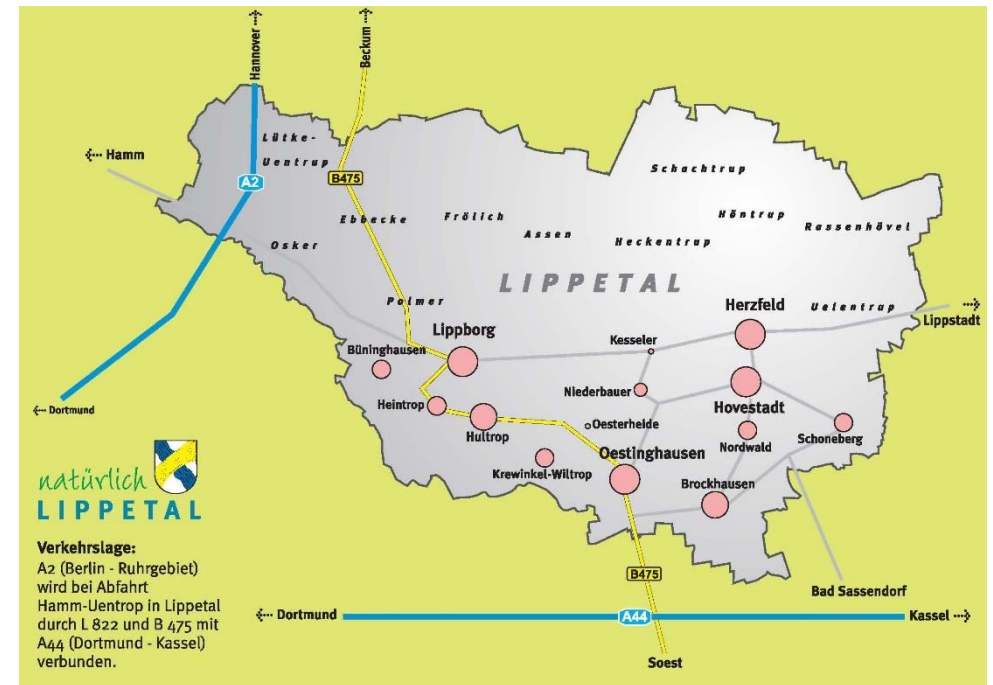 Hannover
Beckum
Hamm
Lütke-
Uentrup
A2
B475
Schachtrup
Ebbecke
Frölich
Höntrap
Rassenhövel
Osker
Assen
Heckentrup
LIPPETAL
Polmer
Herzfeld
Uelentrap
Lippborg
Lippstadt
Büninghausen
Kesseler
Niederbauer
Heintrop
Hovestadt
Dortmund
Hultrop
Oesterheide
Nordwald
Schoneberg
Oestinghausen
Krewinkel-Wiltrop
Brockhausen
natürlich
LIPPETAL
Verkehrslage:
A2 (Berlin - Ruhrgebiet)
wird bei Abfahrt
Hamm-Uentrop in Lippetal
durch L 822 und B 475 mit
A44 (Dortmund - Kassel)
verbunden.
B475
Bad Sassendorf
Dortmund
A44
Kassel
Soest